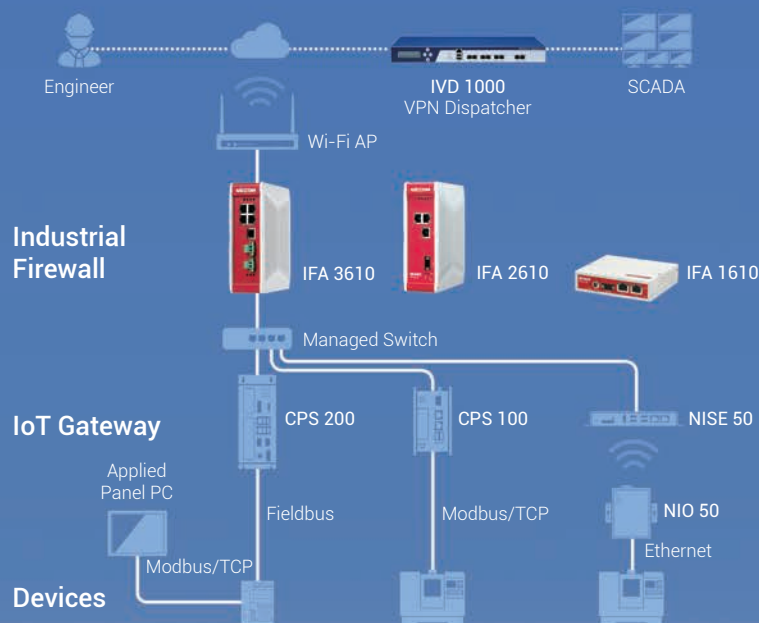 Engineer
IVD 1000
VPN Dispatcher
SCADA
Wi-Fi AP
Industrial
Firewall
IFA 3610
IFA 2610
IFA 1610
Managed Switch
IoT Gateway
CPS 200
CPS 100
NISE 50
Applied
Panel PC
Fieldbus
Modbus/TCP
NIO 50
Ethernet
Modbus/TCP
Devices